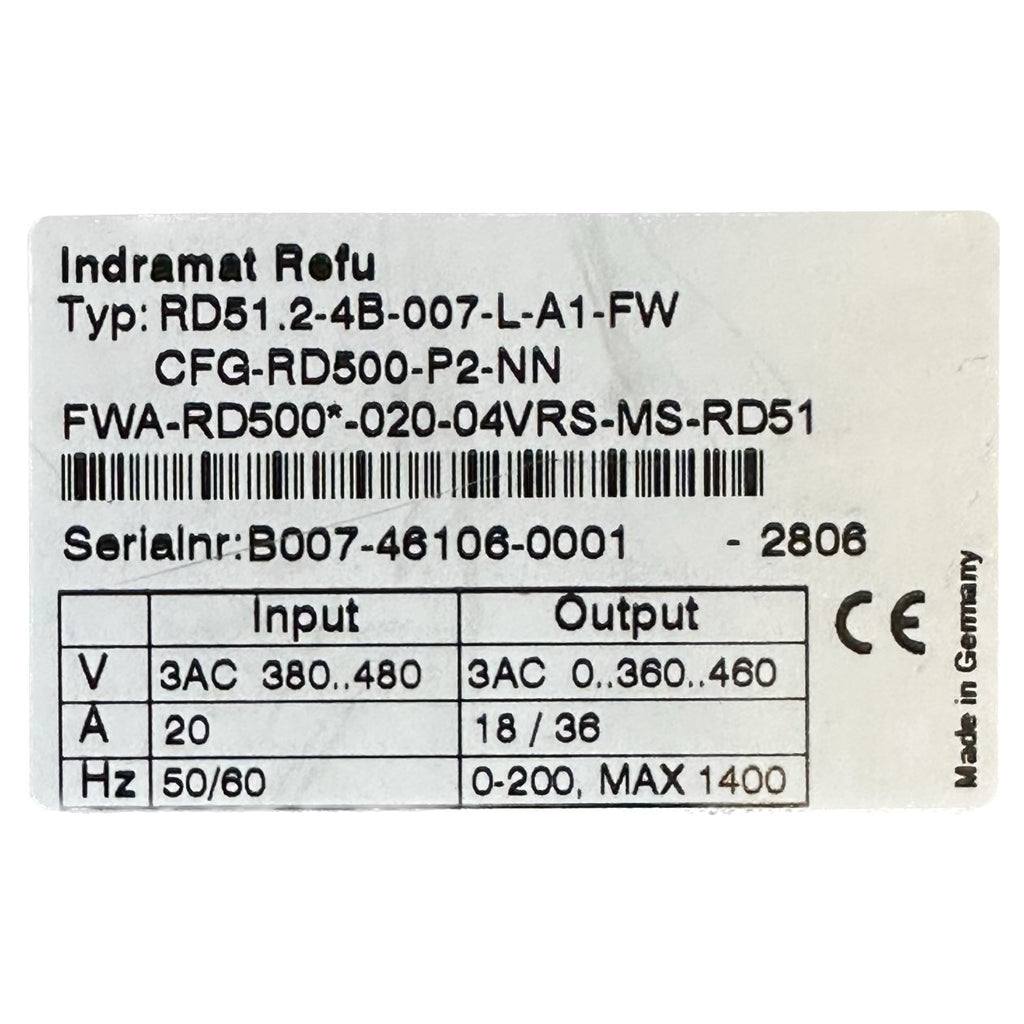 Indramat Refu
Typ: RD51.2-4B-007-L-A1-FW
CFG-RD500-P2-NN
FWA-RD500*-020-04VRS-MS-RD51
Serialnr: B007-46106-0001 - 2806
Input Output
V 3AC 380..480 3AC 0..360..460
A 20 18 / 36
Hz 50/60 0-200, MAX 1400
CE
Made in Germany